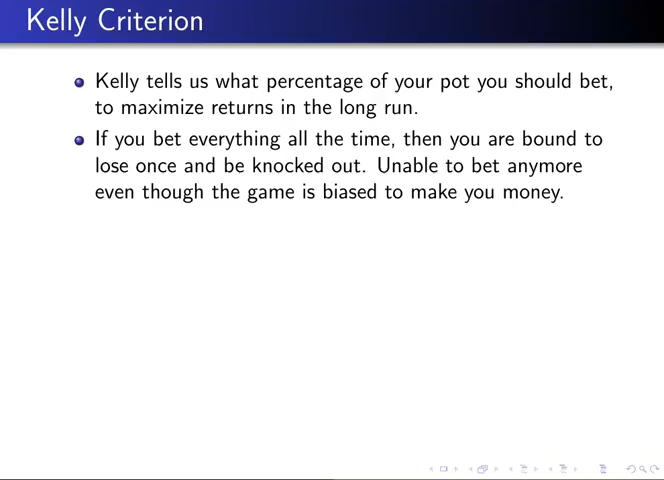 Kelly Criterion
Kelly tells us what percentage of your pot you should bet,
to maximize returns in the long run.
If you bet everything all the time, then you are bound to
lose once and be knocked out. Unable to bet anymore
even though the game is biased to make you money.